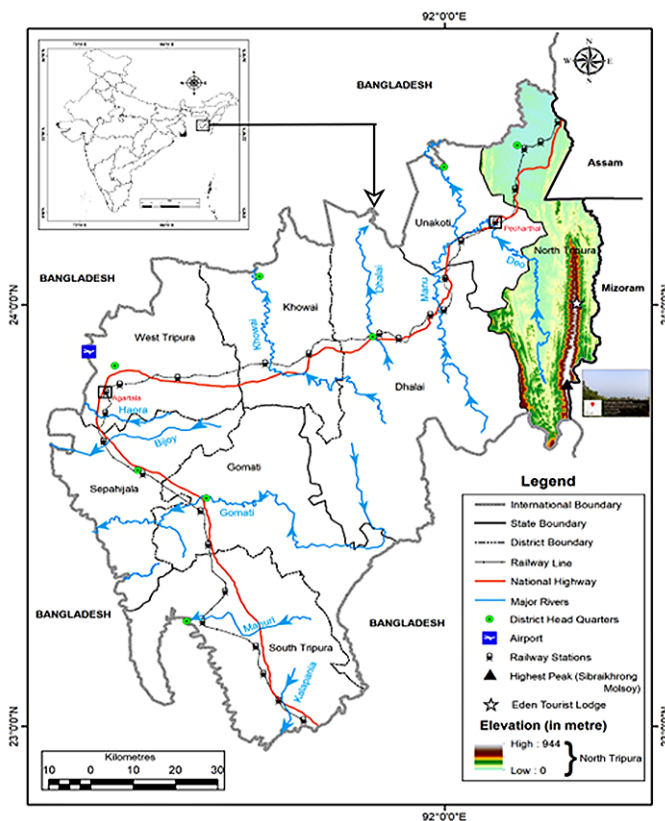 92°0'0"E
N
W
E
S
BANGLADESH
Assam
Unakoti
Pecharthal
North Tripura
Deo
Mizoram
BANGLADESH
24°0'0"N
Khowai
Khowai
Dhalai
Manu
West Tripura
Dhalai
Agartala
Haora
Bijoy
Gomati
Sepahijala
Gomati
BANGLADESH
BANGLADESH
Manuri
South Tripura
Kalapania
23°0'0"N
Legend
International Boundary
State Boundary
District Boundary
Railway Line
National Highway
Major Rivers
District Head Quarters
Airport
Railway Stations
Highest Peak (Sibraikhrong
Molsoy)
Eden Tourist Lodge
Elevation (in metre)
High : 944
Low : 0
North Tripura
Kilometres
10 0 10 20 30
92°0'0"E